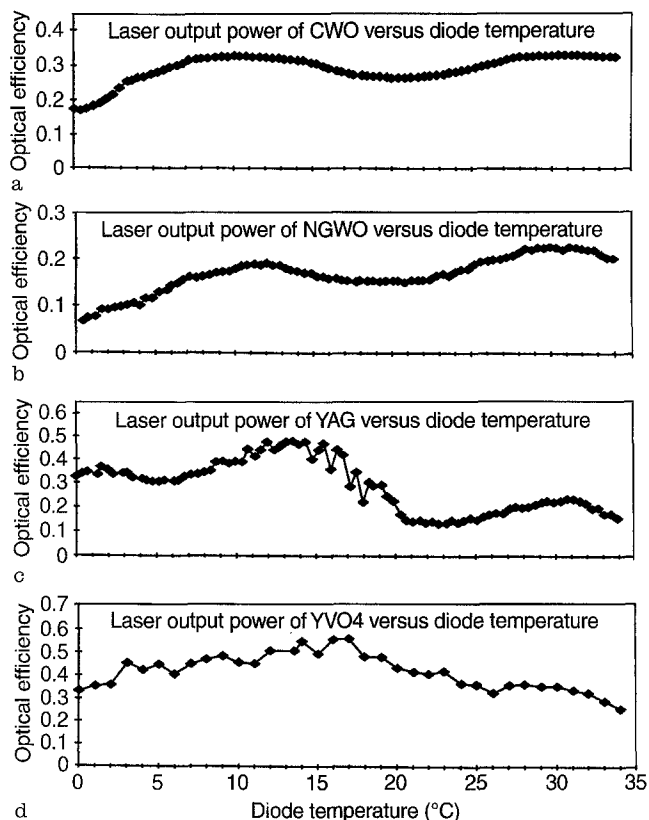 Laser output power of CWO versus diode temperature
Optical efficiency
0.4
0.3
0.2
0.1
0
a
Laser output power of NGWO versus diode temperature
Optical efficiency
0.3
0.2
0.1
0
b
Laser output power of YAG versus diode temperature
Optical efficiency
0.6
0.5
0.4
0.3
0.2
0.1
0
c
Laser output power of YVO4 versus diode temperature
Optical efficiency
0.7
0.6
0.5
0.4
0.3
0.2
0.1
0
0 5 10 15 20 25 30 35
d
Diode temperature (°C)